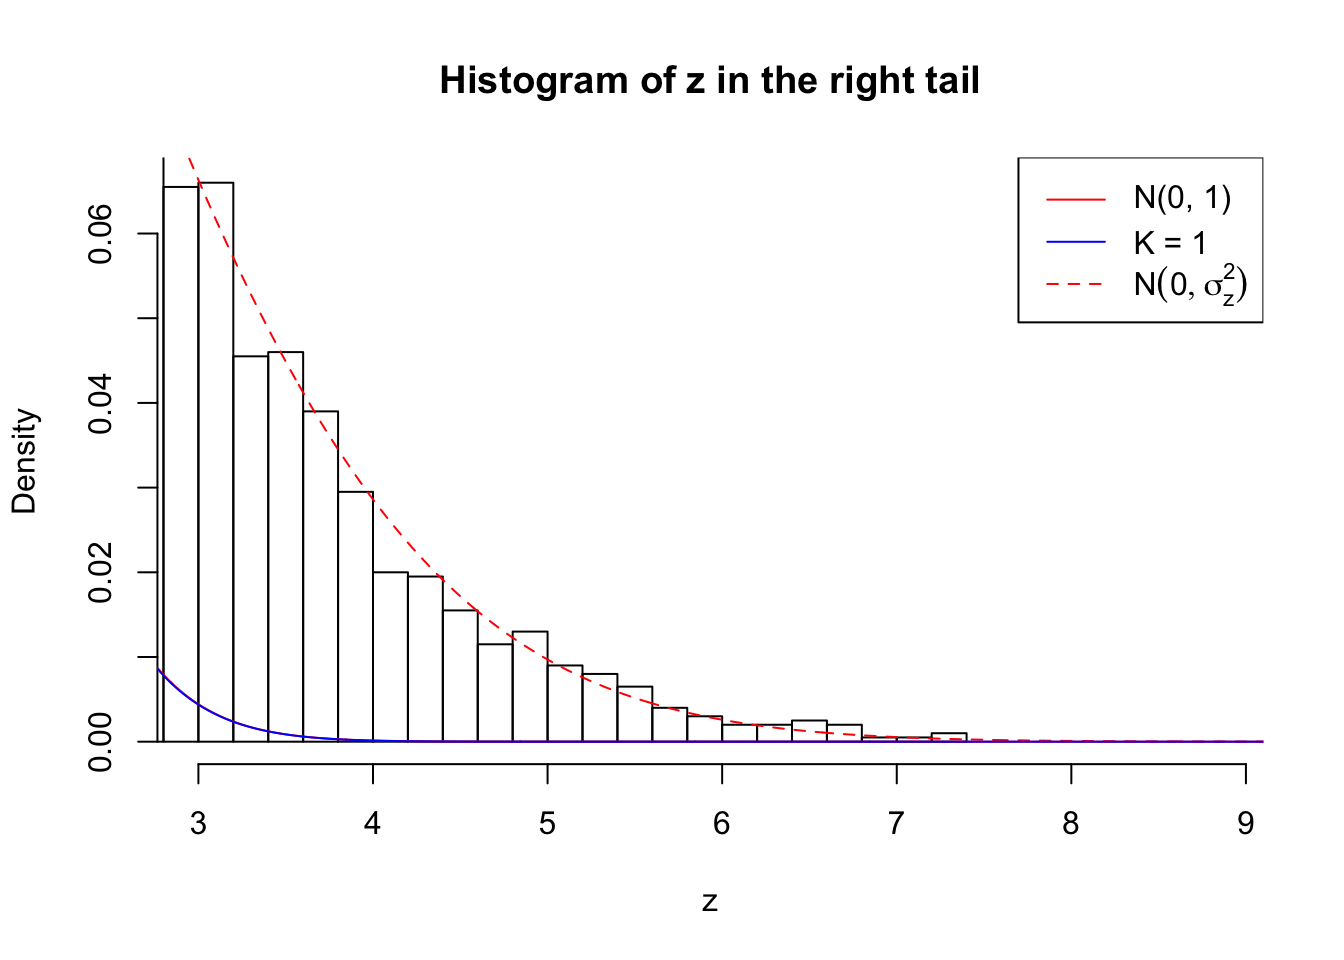 Histogram of z in the right tail
N(0, 1)
K = 1
N(0, σz²)
Density
0.00
0.02
0.04
0.06
3 4 5 6 7 8 9
z